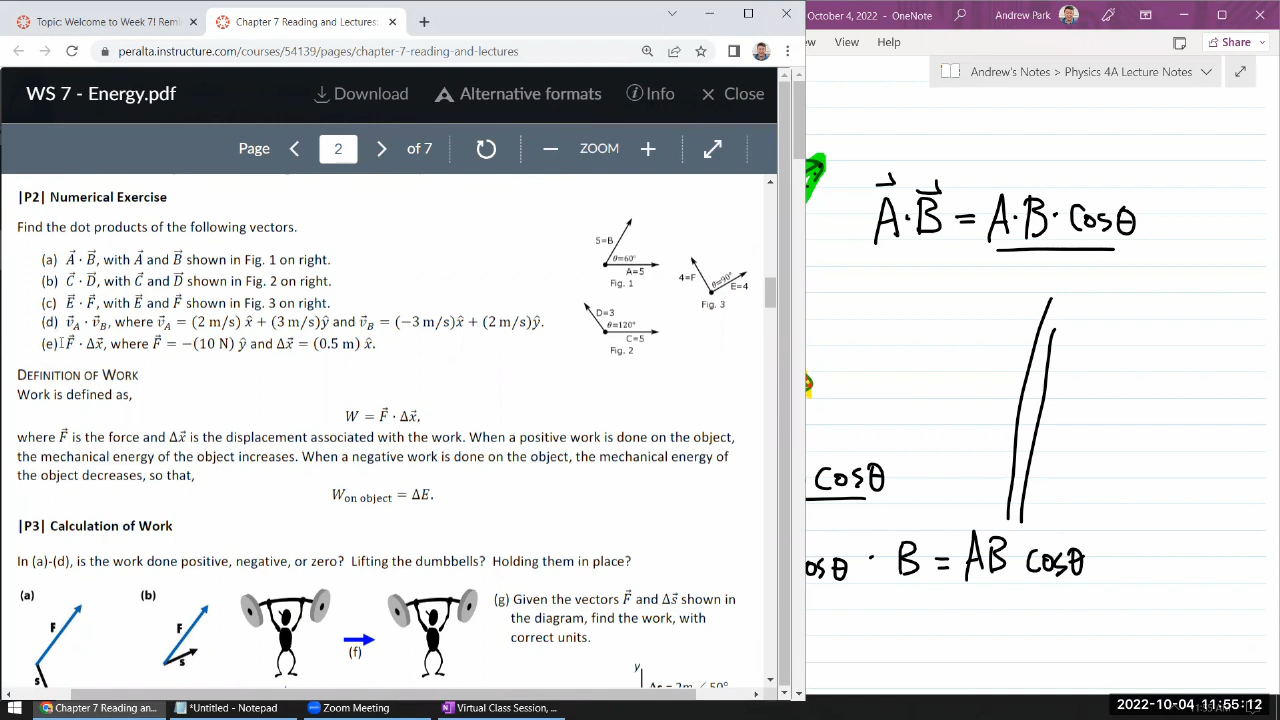 Topic: Welcome to Week 7! Remi
Chapter 7 Reading and Lectures:
peralta.instructure.com/courses/54139/pages/chapter-7-reading-and-lectures
WS 7 - Energy.pdf
Download
Alternative formats
Info
Close
Page
2
of 7
ZOOM
|P2| Numerical Exercise
Find the dot products of the following vectors.
(a) A⃗ · B⃗, with A⃗ and B⃗ shown in Fig. 1 on right.
(b) C⃗ · D⃗, with C⃗ and D⃗ shown in Fig. 2 on right.
(c) E⃗ · F⃗, with E⃗ and F⃗ shown in Fig. 3 on right.
(d) v⃗A · v⃗B, where v⃗A = (2 m/s) x̂ + (3 m/s)ŷ and v⃗B = (−3 m/s)x̂ + (2 m/s)ŷ.
(e) F⃗ · Δx⃗, where F⃗ = −(10 N) ŷ and Δx⃗ = (0.5 m) x̂.
5=B
θ=60°
A=5
Fig. 1
4=F
θ=90°
E=4
Fig. 3
D=3
θ=120°
C=5
Fig. 2
DEFINITION OF WORK
Work is defined as,
W = F⃗ · Δx⃗,
where F⃗ is the force and Δx⃗ is the displacement associated with the work. When a positive work is done on the object,
the mechanical energy of the object increases. When a negative work is done on the object, the mechanical energy of
the object decreases, so that,
Won object = ΔE.
|P3| Calculation of Work
In (a)-(d), is the work done positive, negative, or zero? Lifting the dumbbells? Holding them in place?
(a)
F
s
(b)
F
s
(f)
(g) Given the vectors F⃗ and Δs⃗ shown in
the diagram, find the work, with
correct units.
y
Δs = 2m ∠ 50°
October 4, 2022 - OneNote
Andrew Park
View
Help
Share
Andrew's Notes - Physics 4A Lecture Notes
A⃗·B⃗ = A·B·cosθ
cosθ
osθ · B = AB cosθ
Chapter 7 Reading an...
*Untitled - Notepad
Zoom Meeting
Virtual Class Session, ...
2022-10-04 11:55:12